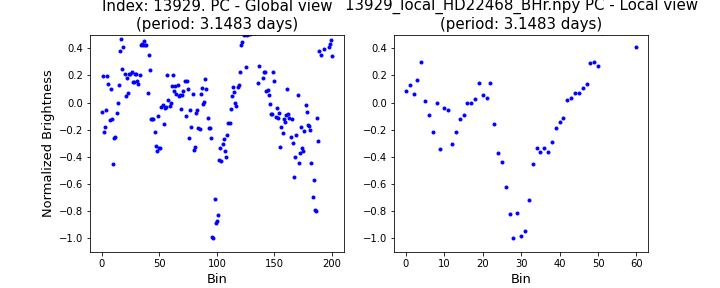 Index: 13929. PC - Global view
(period: 3.1483 days)
13929_local_HD22468_BHr.npy PC - Local view
(period: 3.1483 days)
Normalized Brightness
0.4
0.2
0.0
−0.2
−0.4
−0.6
−0.8
−1.0
0 50 100 150 200
Bin
0.4
0.2
0.0
−0.2
−0.4
−0.6
−0.8
−1.0
0 10 20 30 40 50 60
Bin